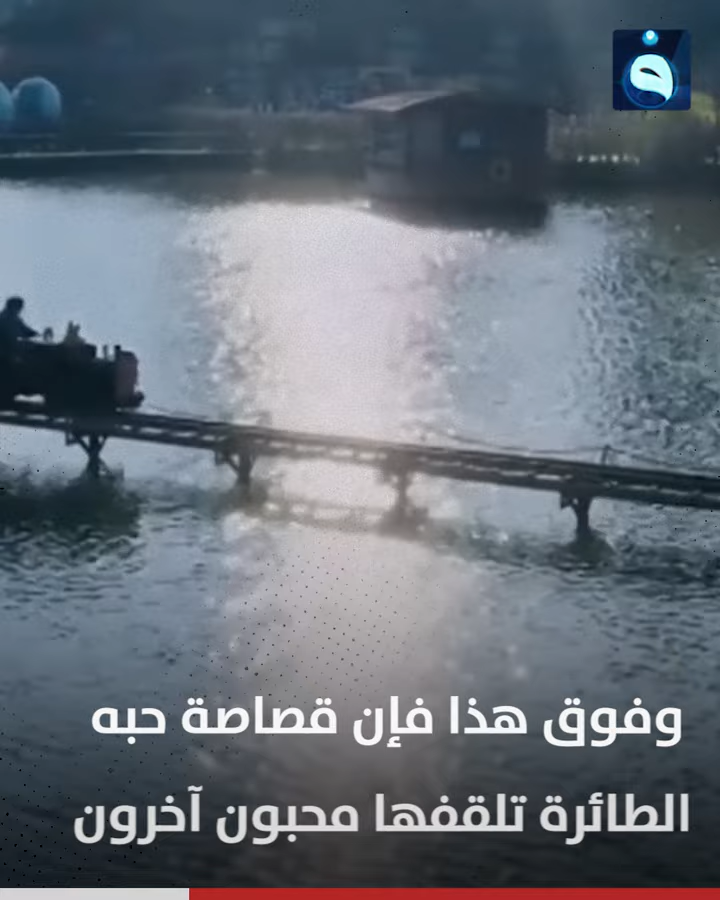 وفوق هذا فإن قصاصة حبه
الطائرة تلقفها محبون آخرون